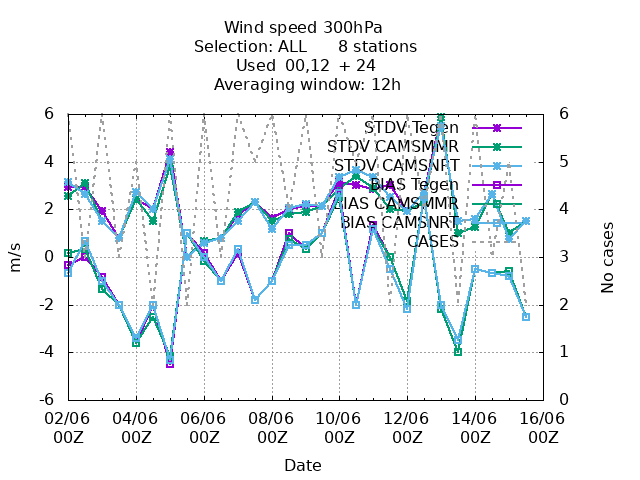 Wind speed 300hPa
Selection: ALL 8 stations
Used 00,12 + 24
Averaging window: 12h
STDV Tegen
STDV CAMSMMR
STDV CAMSNRT
BIAS Tegen
BIAS CAMSMMR
BIAS CAMSNRT
CASES
m/s
6
4
2
0
-2
-4
-6
No cases
6
5
4
3
2
1
0
02/06 04/06 06/06 08/06 10/06 12/06 14/06 16/06
00Z 00Z 00Z 00Z 00Z 00Z 00Z 00Z
Date